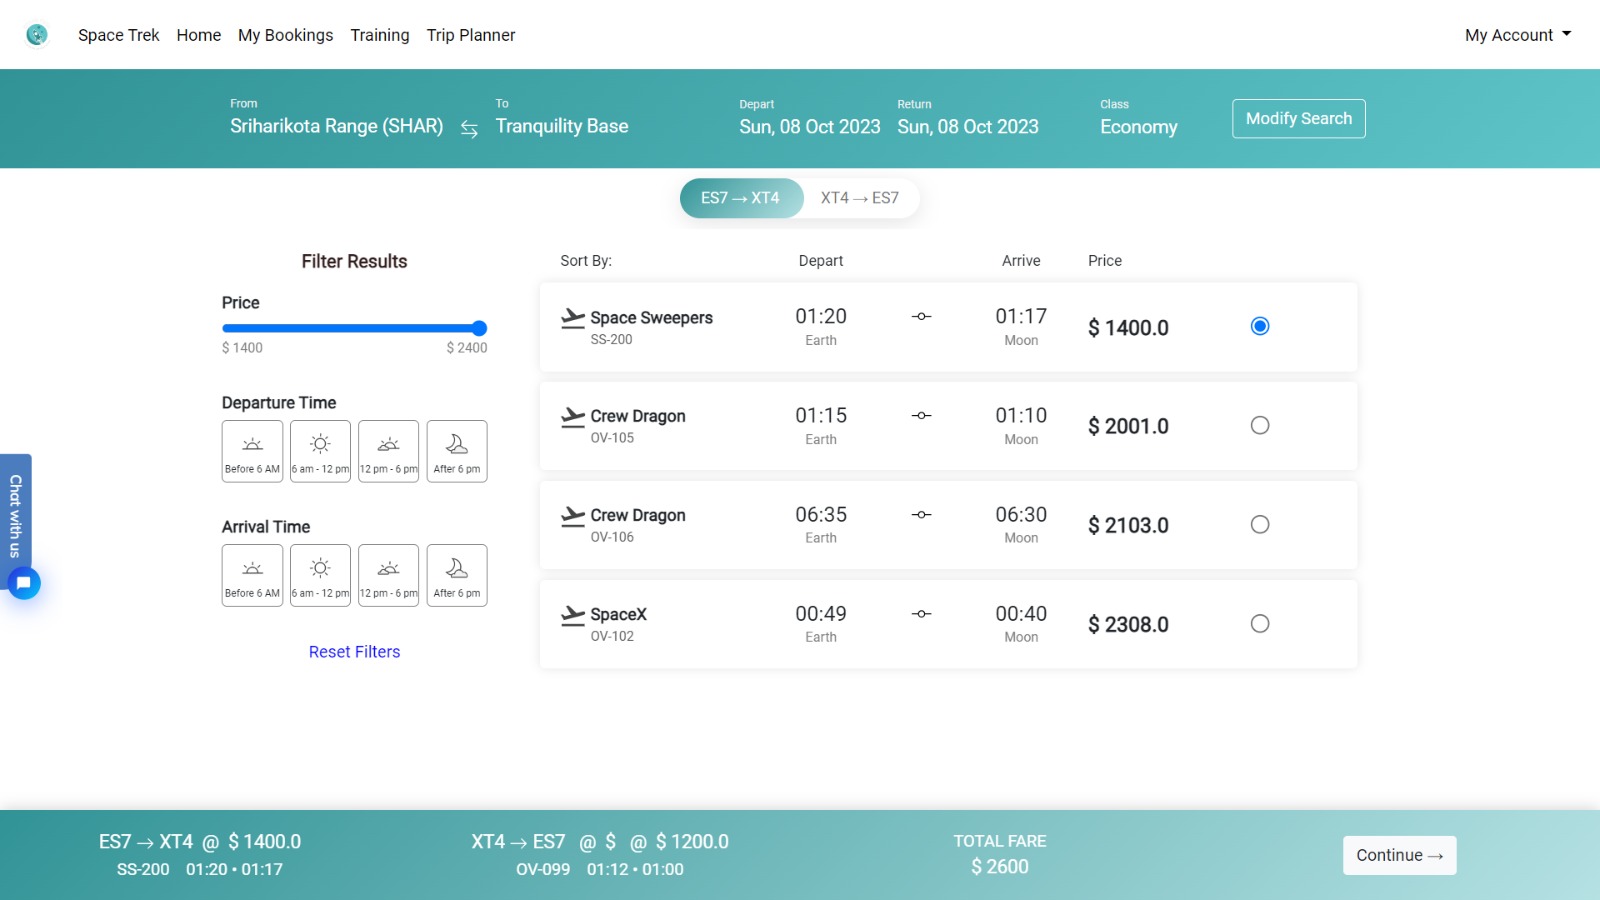 Space Trek Home My Bookings Training Trip Planner My Account
From To Depart Return Class
Sriharikota Range (SHAR) Tranquility Base Sun, 08 Oct 2023 Sun, 08 Oct 2023 Economy Modify Search
ES7 → XT4 XT4 → ES7
Filter Results
Price
$ 1400 $ 2400
Departure Time
Before 6 AM 6 am - 12 pm 12 pm - 6 pm After 6 pm
Arrival Time
Before 6 AM 6 am - 12 pm 12 pm - 6 pm After 6 pm
Reset Filters
Sort By: Depart Arrive Price
Space Sweepers 01:20 01:17 $ 1400.0
SS-200 Earth Moon
Crew Dragon 01:15 01:10 $ 2001.0
OV-105 Earth Moon
Crew Dragon 06:35 06:30 $ 2103.0
OV-106 Earth Moon
SpaceX 00:49 00:40 $ 2308.0
OV-102 Earth Moon
Chat with us
ES7 → XT4 @ $ 1400.0 XT4 → ES7 @ $ @ $ 1200.0 TOTAL FARE
SS-200 01:20 • 01:17 OV-099 01:12 • 01:00 $ 2600
Continue →